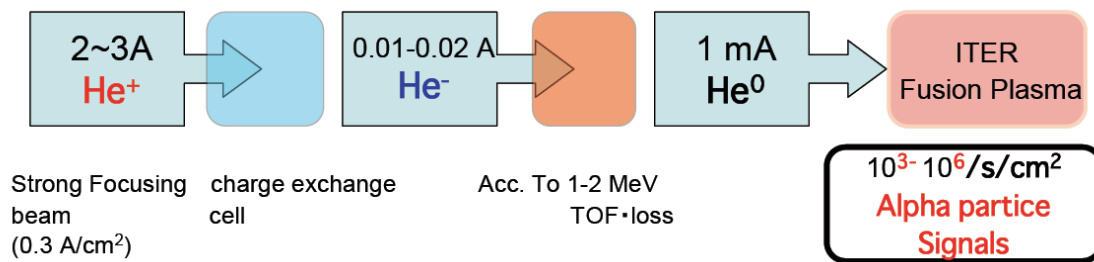 2~3A
He⁺
0.01-0.02 A
He⁻
1 mA
He⁰
ITER
Fusion Plasma
Strong Focusing
beam
(0.3 A/cm²)
charge exchange
cell
Acc. To 1-2 MeV
TOF・loss
10³⁻ 10⁶/s/cm²
Alpha partice
Signals